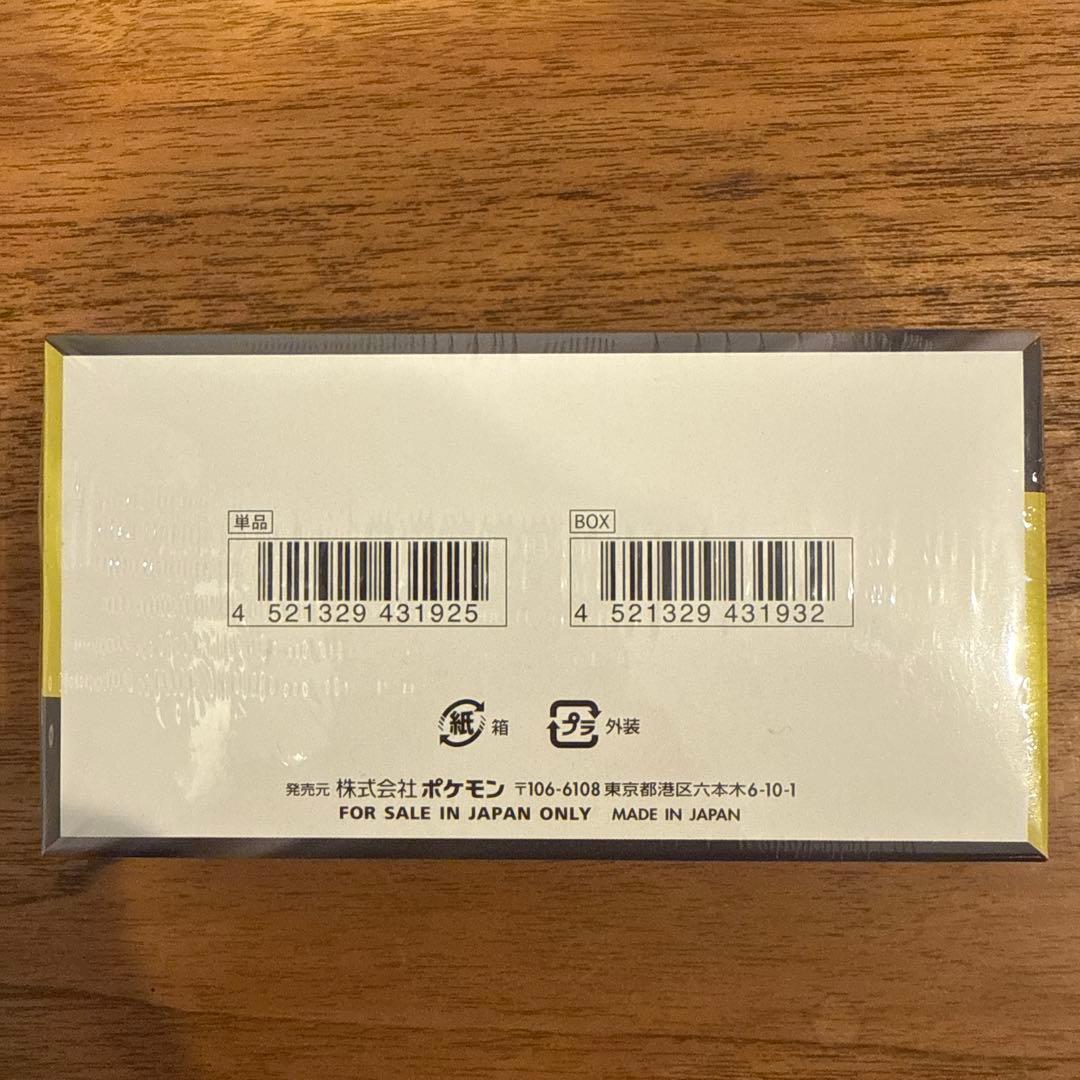 単品
BOX
4 521329 431925
4 521329 431932
紙 箱
プラ 外装
発売元 株式会社 ポケモン 〒106-6108 東京都港区六本木6-10-1
FOR SALE IN JAPAN ONLY MADE IN JAPAN